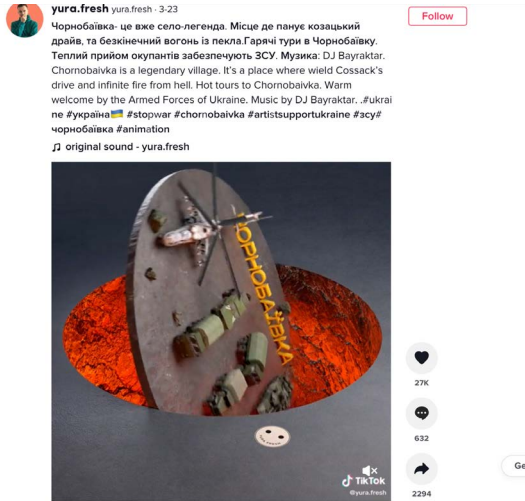 yura.fresh yura.fresh · 3-23
Follow
Чорнобаївка- це вже село-легенда. Місце де панує козацький
драйв, та безкінечний вогонь із пекла.Гарячі тури в Чорнобаївку.
Теплий прийом окупантів забезпечують ЗСУ. Музика: DJ Bayraktar.
Chornobaivka is a legendary village. It's a place where wield Cossack's
drive and infinite fire from hell. Hot tours to Chornobaivka. Warm
welcome by the Armed Forces of Ukraine. Music by DJ Bayraktar. .#ukrai
ne #україна🇺🇦 #stopwar #chornobaivka #artistsupportukraine #зсу#
чорнобаївка #animation
♫ original sound - yura.fresh
ЧОРНОБАЇВКА
27K
632
TikTok
@yura.fresh
2294
Ge